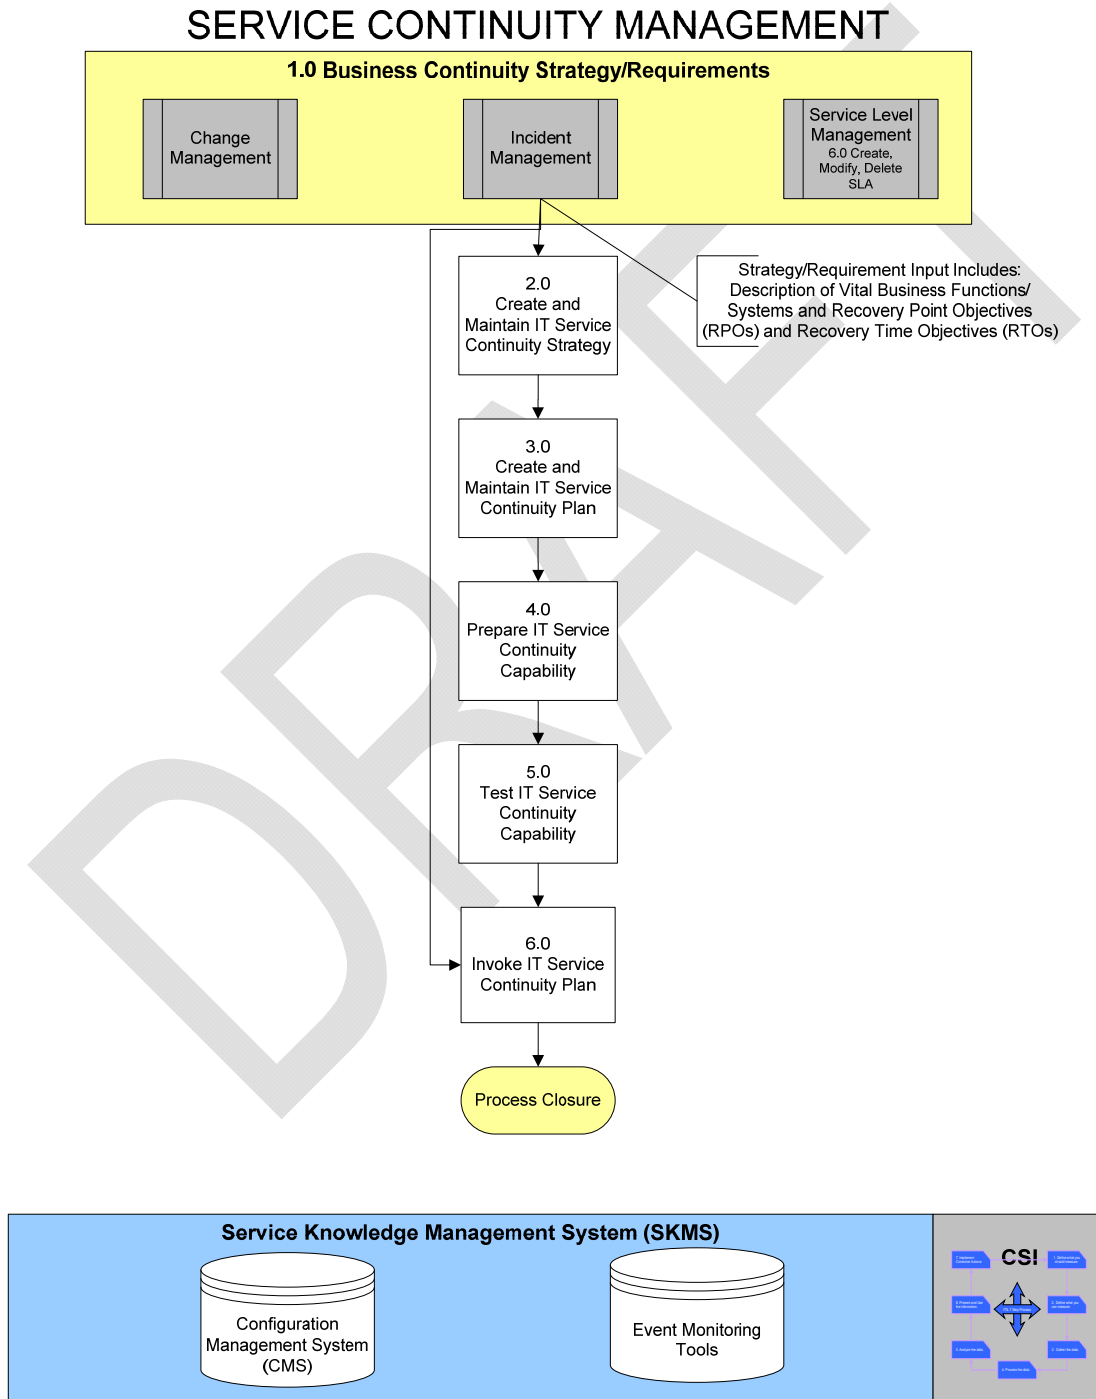 SERVICE CONTINUITY MANAGEMENT
1.0 Business Continuity Strategy/Requirements
Change
Management
Incident
Management
Service Level
Management
6.0 Create,
Modify, Delete
SLA
2.0
Create and
Maintain IT Service
Continuity Strategy
Strategy/Requirement Input Includes:
Description of Vital Business Functions/
Systems and Recovery Point Objectives
(RPOs) and Recovery Time Objectives (RTOs)
3.0
Create and
Maintain IT Service
Continuity Plan
4.0
Prepare IT Service
Continuity
Capability
5.0
Test IT Service
Continuity
Capability
6.0
Invoke IT Service
Continuity Plan
Process Closure
DRAFT
Service Knowledge Management System (SKMS)
Configuration
Management System
(CMS)
Event Monitoring
Tools
CSI